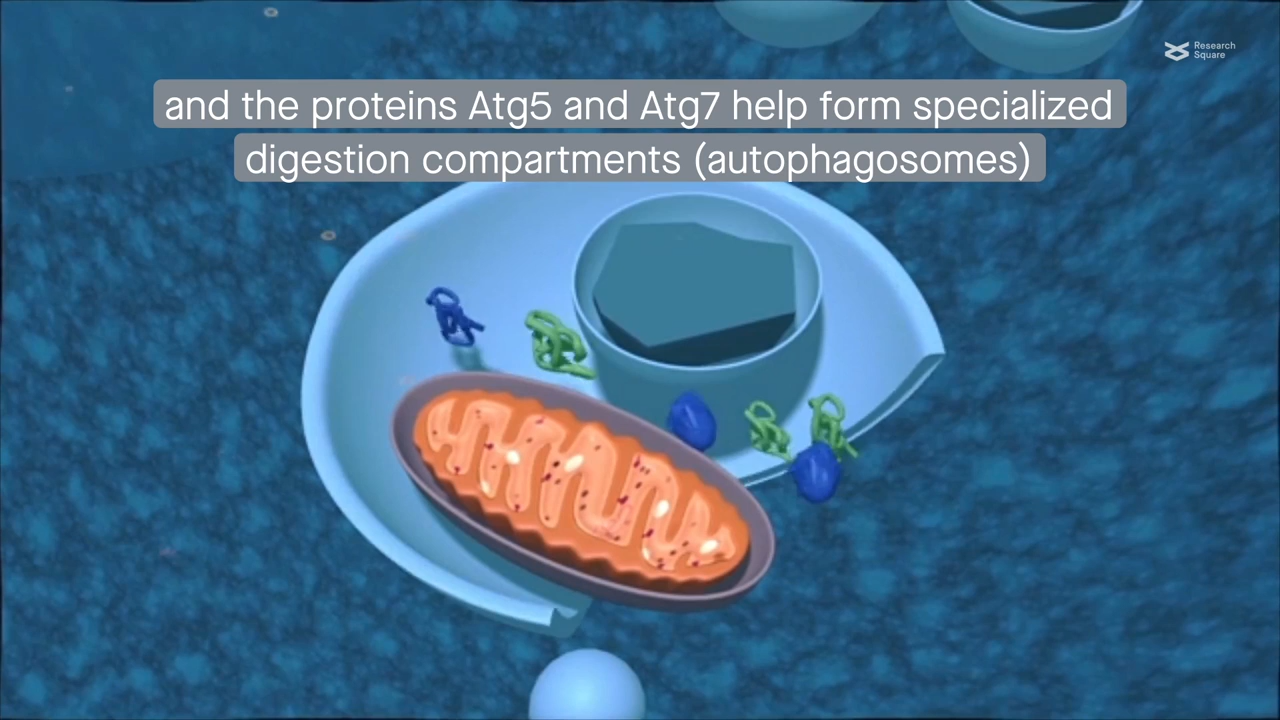 Research
Square
and the proteins Atg5 and Atg7 help form specialized
digestion compartments (autophagosomes)